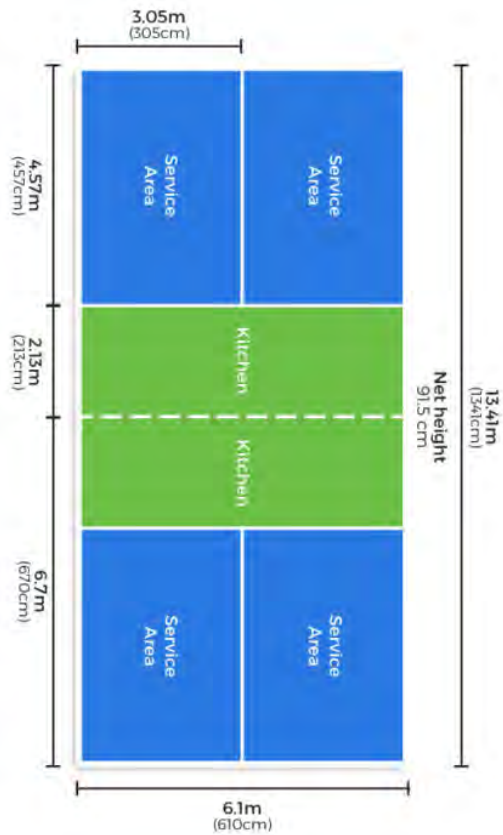 3.05m
(305cm)
13.41m
(1341cm)
Service
Area
Service
Area
4.57m
(457cm)
Kitchen
2.13m
(213cm)
Net height
91.5 cm
Kitchen
6.7m
(670cm)
Service
Area
Service
Area
6.1m
(610cm)